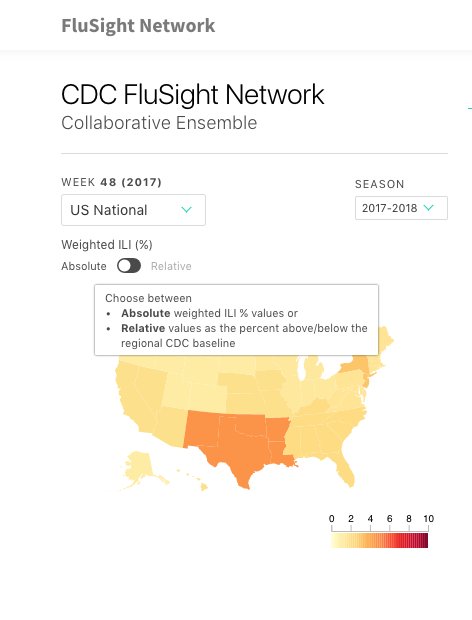 FluSight Network
CDC FluSight Network
Collaborative Ensemble
WEEK 48 (2017)
US National
SEASON
2017-2018
Weighted ILI (%)
Absolute Relative
Choose between
• Absolute weighted ILI % values or
• Relative values as the percent above/below the
regional CDC baseline
0 2 4 6 8 10